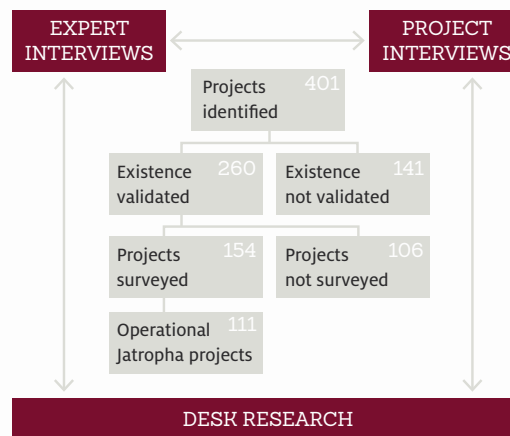 EXPERT
INTERVIEWS
PROJECT
INTERVIEWS
Projects 401
identified
Existence 260
validated
Existence 141
not validated
Projects 154
surveyed
Projects 106
not surveyed
Operational 111
Jatropha projects
DESK RESEARCH